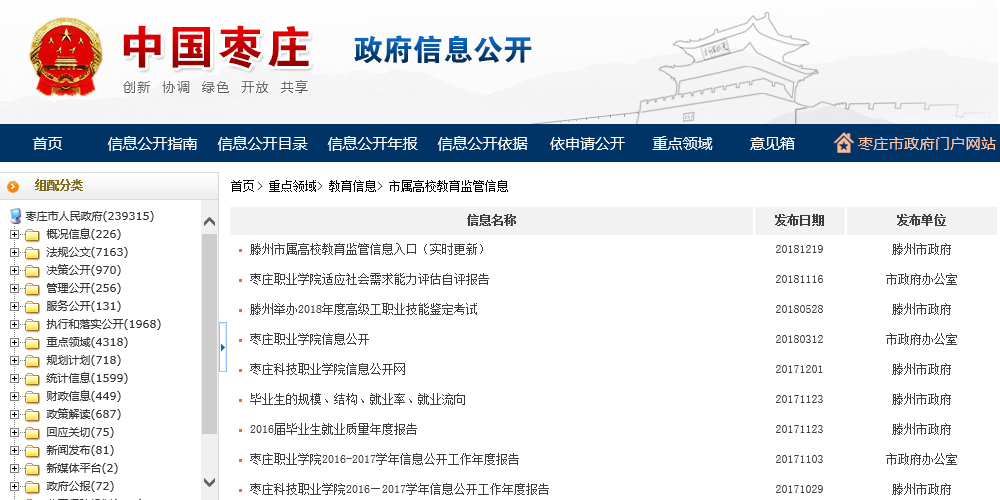 中国枣庄
政府信息公开
创新 协调 绿色 开放 共享
首页 信息公开指南 信息公开目录 信息公开年报 信息公开依据 依申请公开 重点领域 意见箱 枣庄市政府门户网站
组配分类
枣庄市人民政府(239315)
概况信息(226)
法规公文(7163)
决策公开(970)
管理公开(256)
服务公开(131)
执行和落实公开(1968)
重点领域(4318)
规划计划(718)
统计信息(1599)
财政信息(449)
政策解读(687)
回应关切(75)
新闻发布(81)
新媒体平台(2)
政府公报(72)
首页> 重点领域> 教育信息> 市属高校教育监管信息
信息名称 发布日期 发布单位
滕州市属高校教育监管信息入口（实时更新） 20181219 滕州市政府
枣庄职业学院适应社会需求能力评估自评报告 20181116 市政府办公室
滕州举办2018年度高级工职业技能鉴定考试 20180528 滕州市政府
枣庄职业学院信息公开 20180312 市政府办公室
枣庄科技职业学院信息公开网 20171201 滕州市政府
毕业生的规模、结构、就业率、就业流向 20171123 滕州市政府
2016届毕业生就业质量年度报告 20171123 滕州市政府
枣庄职业学院2016-2017学年信息公开工作年度报告 20171103 市政府办公室
枣庄科技职业学院2016－2017学年信息公开工作年度报告 20171029 滕州市政府